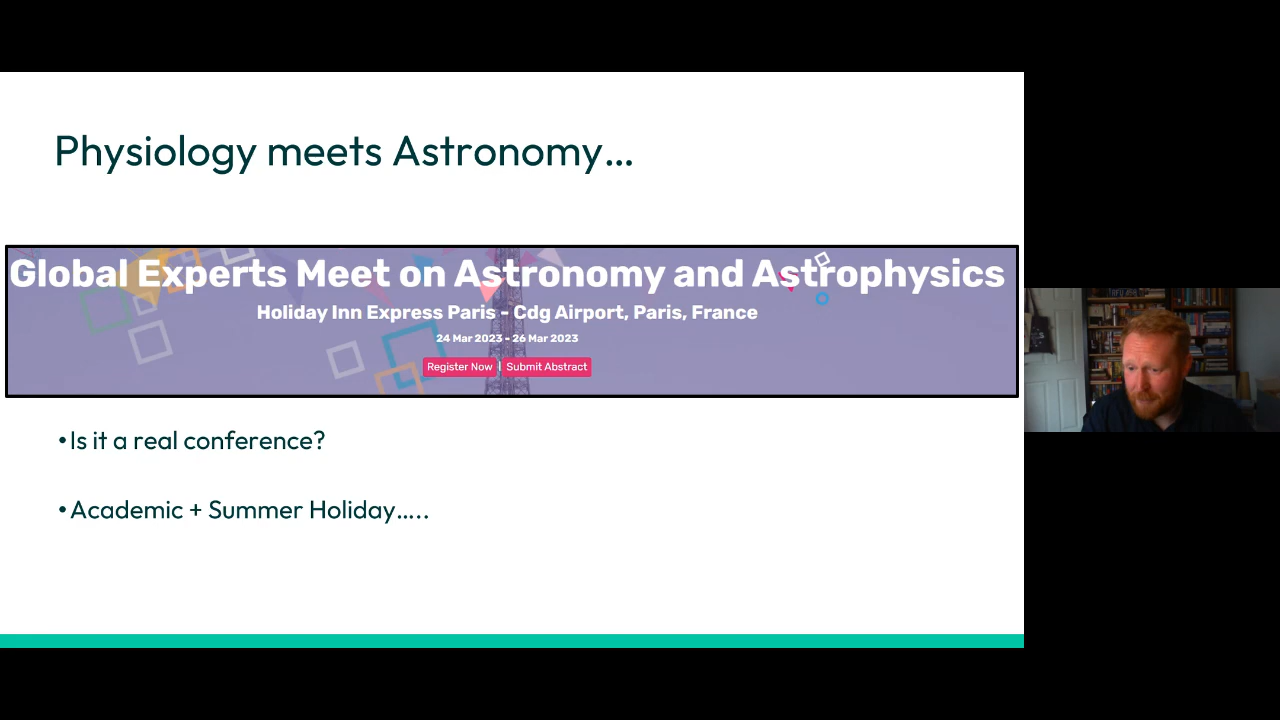 Physiology meets Astronomy...
Global Experts Meet on Astronomy and Astrophysics
Holiday Inn Express Paris - Cdg Airport, Paris, France
24 Mar 2023 - 26 Mar 2023
Register Now | Submit Abstract
•Is it a real conference?
•Academic + Summer Holiday.....